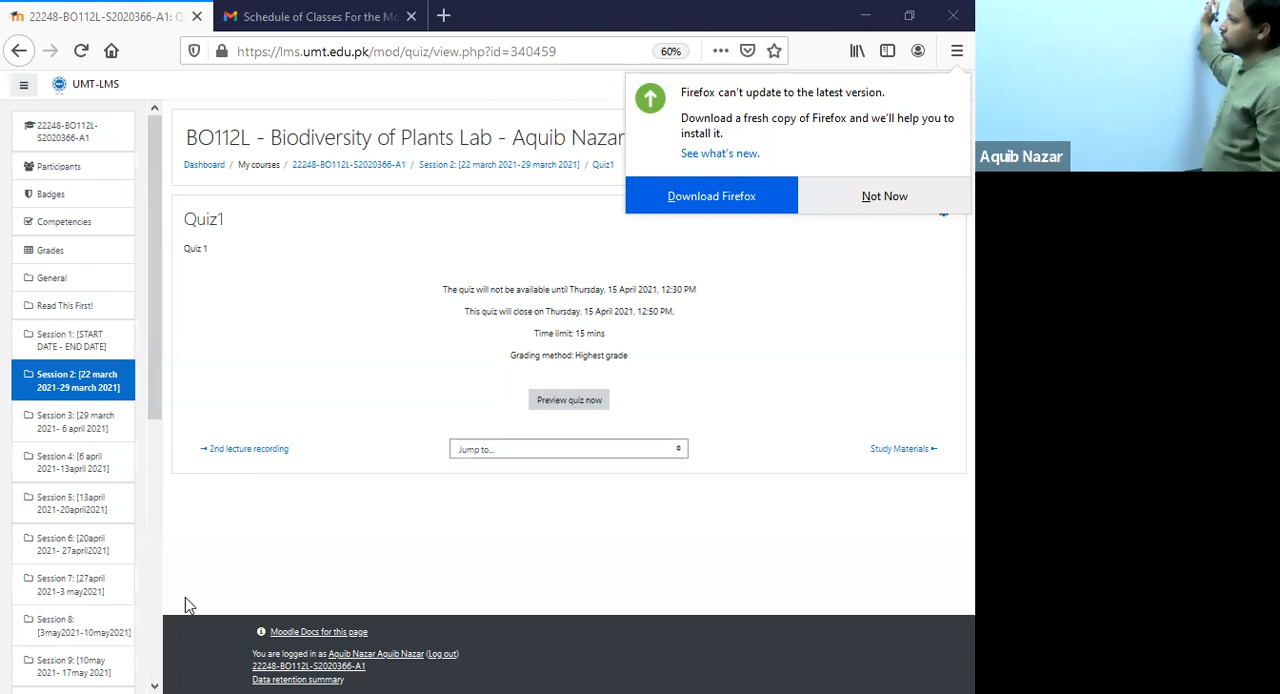 22248-BO112L-S2020366-A1: Q
Schedule of Classes For the Mo
https://lms.umt.edu.pk/mod/quiz/view.php?id=340459
60%
UMT-LMS
Firefox can't update to the latest version.
Download a fresh copy of Firefox and we'll help you to
install it.
See what's new.
Download Firefox
Not Now
Aquib Nazar
22248-BO112L-
S2020366-A1
Participants
Badges
Competencies
Grades
General
Read This First!
Session 1: [START
DATE - END DATE]
Session 2: [22 march
2021-29 march 2021]
Session 3: [29 march
2021- 6 april 2021]
Session 4: [6 april
2021-13april 2021]
Session 5: [13april
2021-20april2021]
Session 6: [20april
2021- 27april2021]
Session 7: [27april
2021-3 may2021]
Session 8:
[3may2021-10may2021]
Session 9: [10may
2021- 17may 2021]
BO112L - Biodiversity of Plants Lab - Aquib Nazar
Dashboard / My courses / 22248-BO112L-S2020366-A1 / Session 2: [22 march 2021-29 march 2021] / Quiz1
Quiz1
Quiz 1
The quiz will not be available until Thursday, 15 April 2021, 12:30 PM
This quiz will close on Thursday, 15 April 2021, 12:50 PM.
Time limit: 15 mins
Grading method: Highest grade
Preview quiz now
2nd lecture recording
Jump to...
Study Materials
Moodle Docs for this page
You are logged in as Aquib Nazar Aquib Nazar (Log out)
22248-BO112L-S2020366-A1
Data retention summary